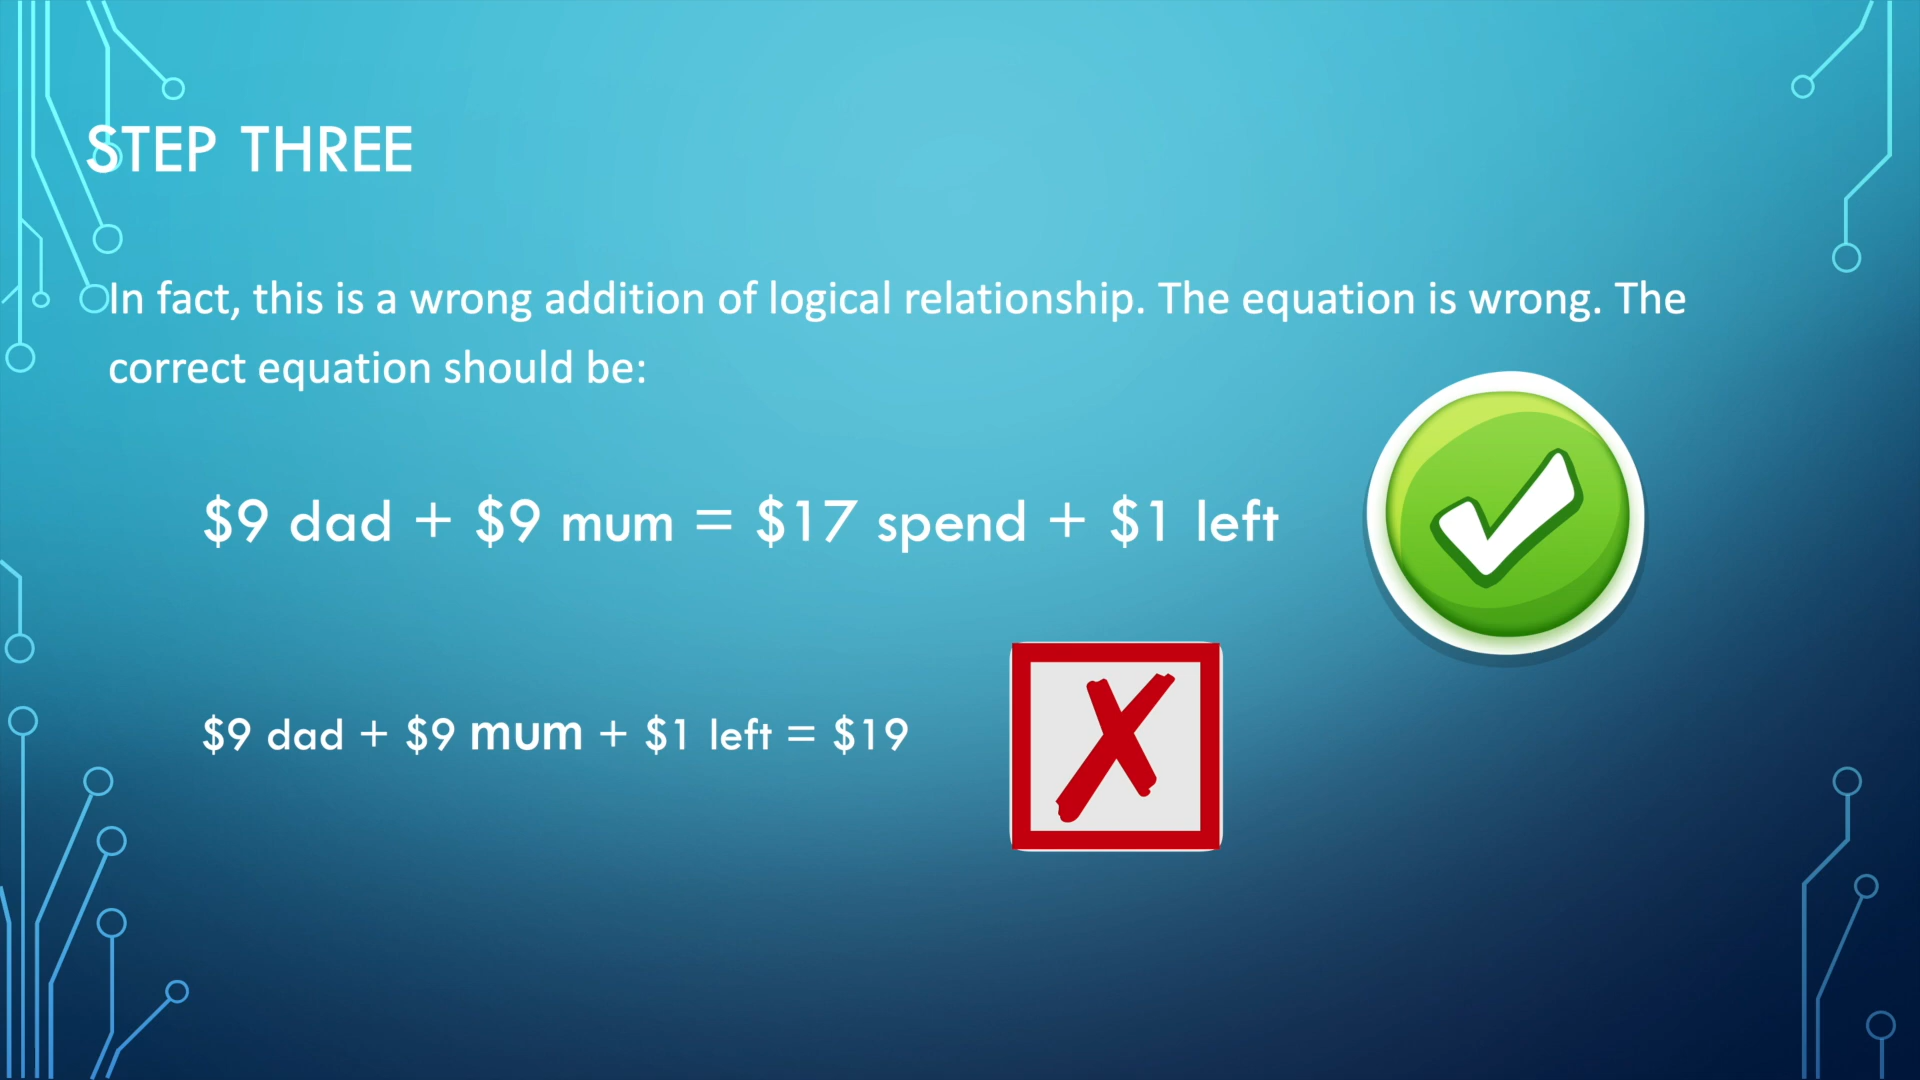 STEP THREE
In fact, this is a wrong addition of logical relationship. The equation is wrong. The
correct equation should be:
$9 dad + $9 mum = $17 spend + $1 left
$9 dad + $9 mum + $1 left = $19